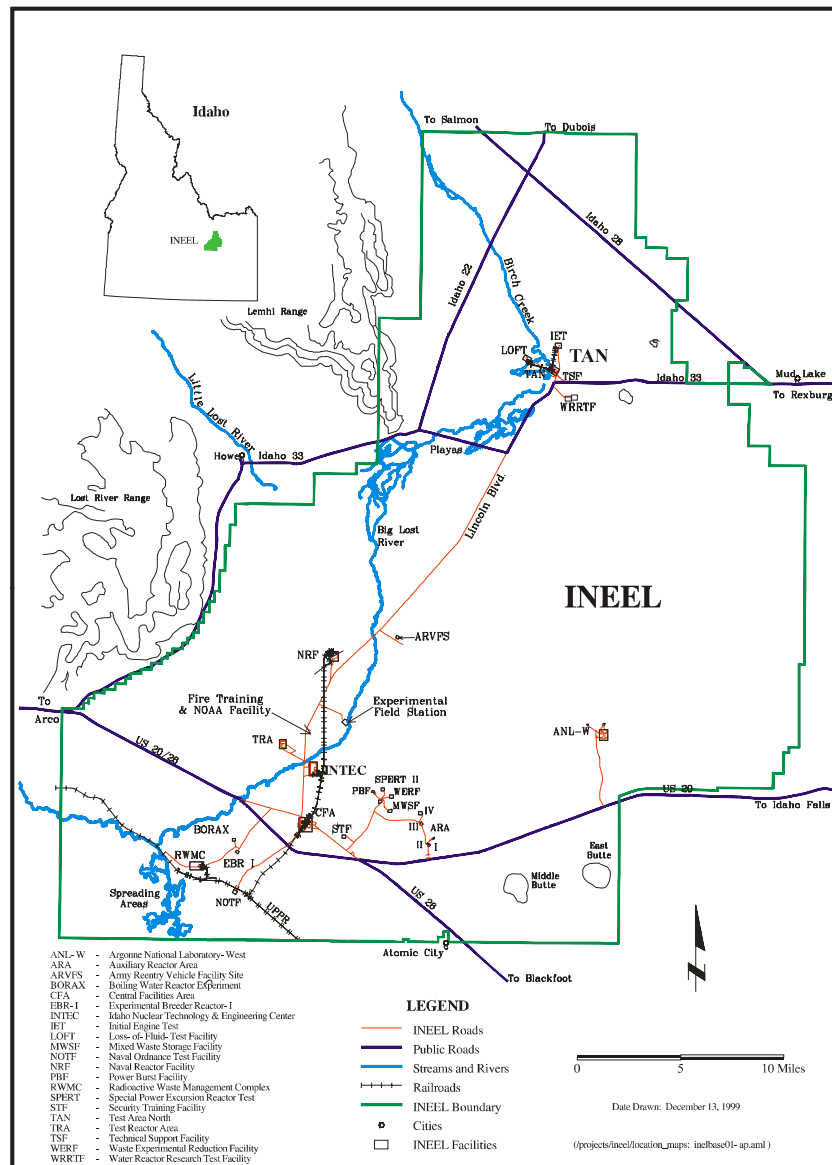 Idaho
INEEL
To Salmon
To Dubois
Idaho 28
Idaho 22
Birch Creek
Lemhi Range
IET
LOFT
TAN
TAN
TSF
WRRTF
Idaho 33
Mud Lake
To Rexburg
Little Lost River
Howe
Idaho 33
Playas
Lost River Range
Big Lost
River
Lincoln Blvd.
INEEL
ARVFS
NRF
To
Arco
Fire Training
& NOAA Facility
Experimental
Field Station
ANL-W
TRA
US 20/26
INTEC
SPERT II
PBF
WERF
MWSF
IV
III
ARA
II
I
US 20
To Idaho Falls
CFA
STF
BORAX
EBR I
RWMC
NOTF
UPPR
Spreading
Areas
East
Butte
Middle
Butte
US 26
Atomic City
To Blackfoot
N
ANL-W - Argonne National Laboratory-West
ARA - Auxiliary Reactor Area
ARVFS - Army Reentry Vehicle Facility Site
BORAX - Boiling Water Reactor Experiment
CFA - Central Facilities Area
EBR-I - Experimental Breeder Reactor-I
INTEC - Idaho Nuclear Technology & Engineering Center
IET - Initial Engine Test
LOFT - Loss-of-Fluid-Test Facility
MWSF - Mixed Waste Storage Facility
NOTF - Naval Ordnance Test Facility
NRF - Naval Reactor Facility
PBF - Power Burst Facility
RWMC - Radioactive Waste Management Complex
SPERT - Special Power Excursion Reactor Test
STF - Security Training Facility
TAN - Test Area North
TRA - Test Reactor Area
TSF - Technical Support Facility
WERF - Waste Experimental Reduction Facility
WRRTF - Water Reactor Research Test Facility
LEGEND
INEEL Roads
Public Roads
Streams and Rivers
Railroads
INEEL Boundary
Cities
INEEL Facilities
0 5 10 Miles
Date Drawn: December 13, 1999
(/projects/ineel/location_maps: inelbase01-ap.aml )